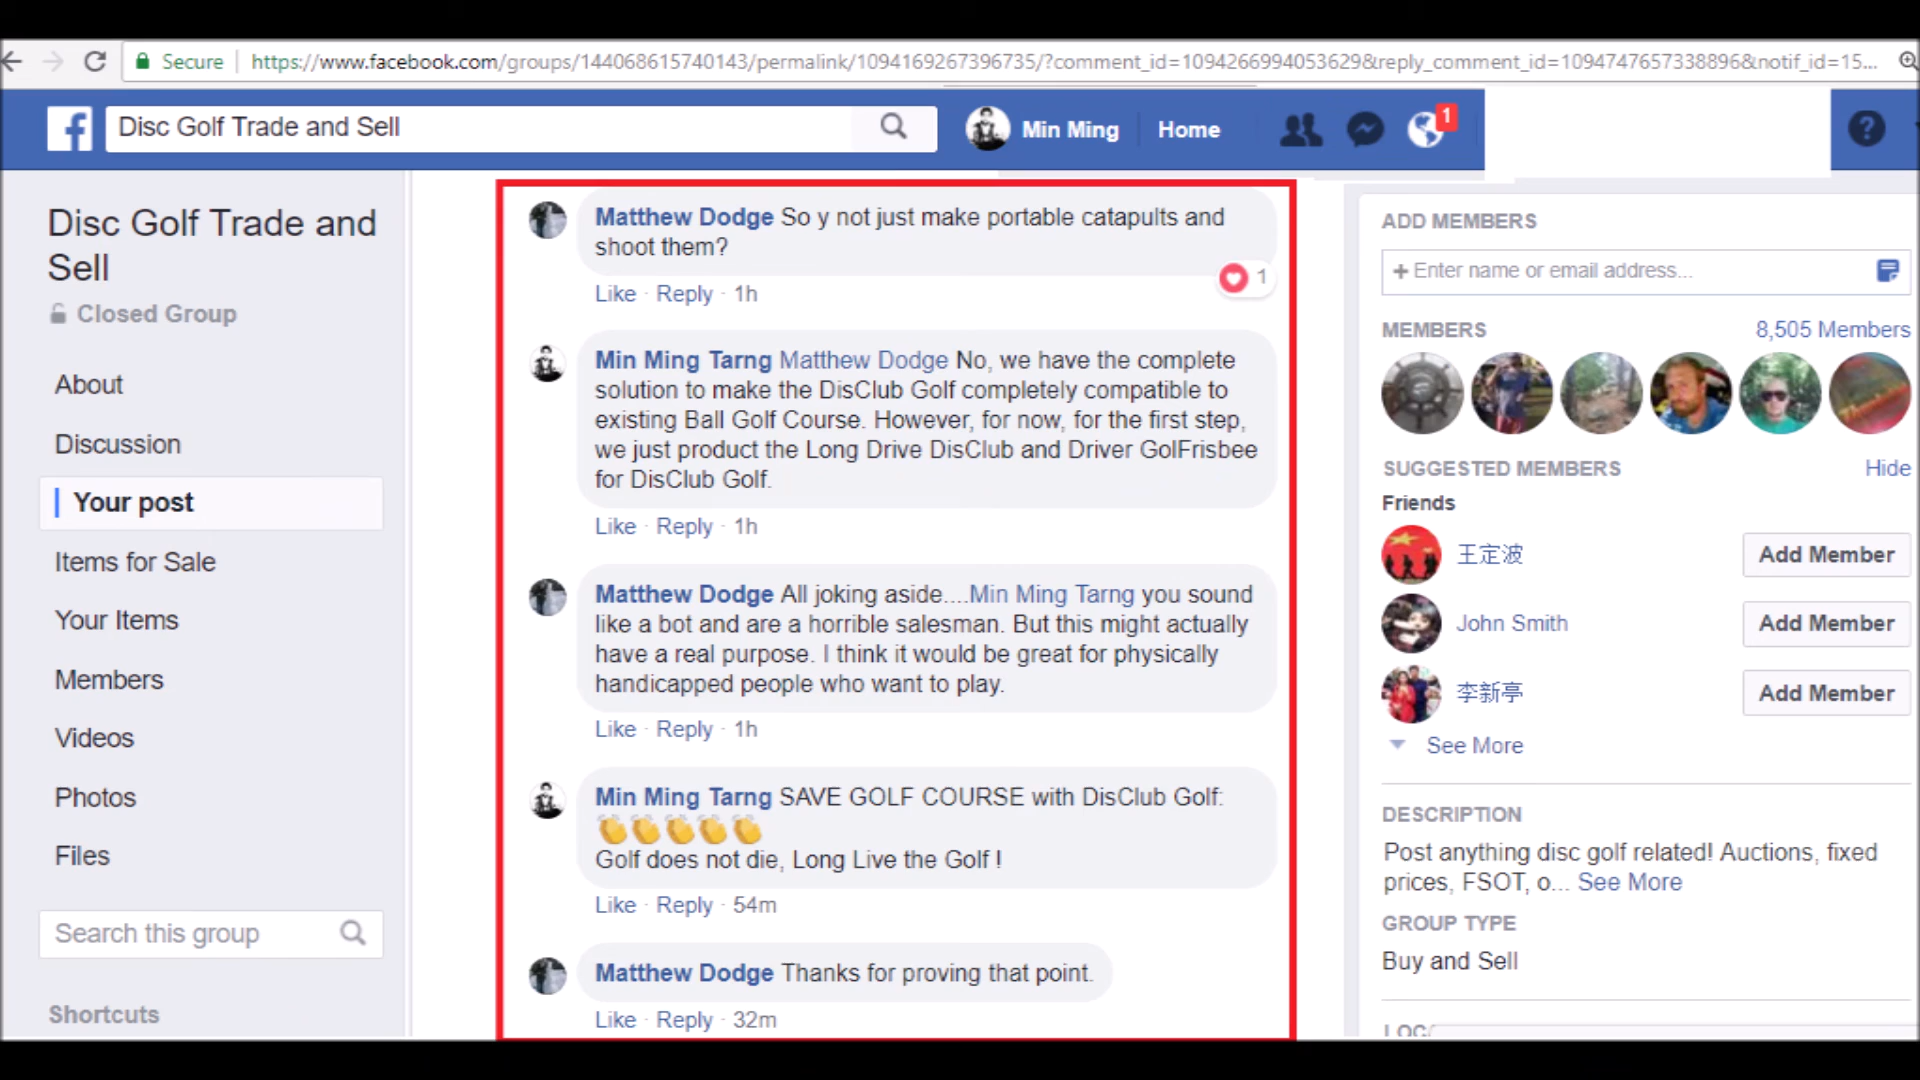 Secure
https://www.facebook.com/groups/144068615740143/permalink/1094169267396735/?comment_id=1094266994053629&reply_comment_id=1094747657338896&notif_id=15...
Disc Golf Trade and Sell
Min Ming
Home
1
?
Disc Golf Trade and
Sell
Closed Group
About
Discussion
Your post
Items for Sale
Your Items
Members
Videos
Photos
Files
Search this group
Shortcuts
Matthew Dodge So y not just make portable catapults and
shoot them?
1
Like · Reply · 1h
Min Ming Tarng Matthew Dodge No, we have the complete
solution to make the DisClub Golf completely compatible to
existing Ball Golf Course. However, for now, for the first step,
we just product the Long Drive DisClub and Driver GolFrisbee
for DisClub Golf.
Like · Reply · 1h
Matthew Dodge All joking aside....Min Ming Tarng you sound
like a bot and are a horrible salesman. But this might actually
have a real purpose. I think it would be great for physically
handicapped people who want to play.
Like · Reply · 1h
Min Ming Tarng SAVE GOLF COURSE with DisClub Golf:
👏👏👏👏👏
Golf does not die, Long Live the Golf !
Like · Reply · 54m
Matthew Dodge Thanks for proving that point.
Like · Reply · 32m
ADD MEMBERS
+ Enter name or email address...
MEMBERS
8,505 Members
SUGGESTED MEMBERS
Hide
Friends
王定波
Add Member
John Smith
Add Member
李新亭
Add Member
See More
DESCRIPTION
Post anything disc golf related! Auctions, fixed
prices, FSOT, o... See More
GROUP TYPE
Buy and Sell